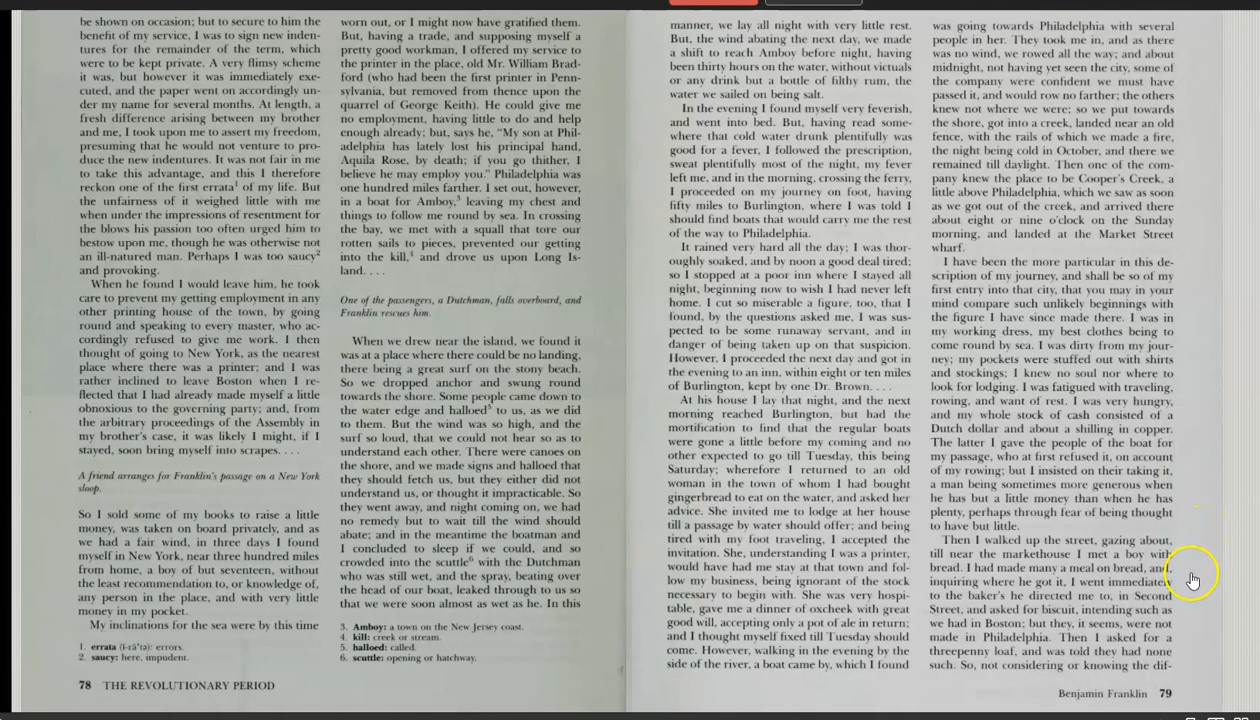 be shown on occasion; but to secure to him the
benefit of my service, I was to sign new inden-
tures for the remainder of the term, which
were to be kept private. A very flimsy scheme
it was, but however it was immediately exe-
cuted, and the paper went on accordingly un-
der my name for several months. At length, a
fresh difference arising between my brother
and me, I took upon me to assert my freedom,
presuming that he would not venture to pro-
duce the new indentures. It was not fair in me
to take this advantage, and this I therefore
reckon one of the first errata¹ of my life. But
the unfairness of it weighed little with me
when under the impressions of resentment for
the blows his passion too often urged him to
bestow upon me, though he was otherwise not
an ill-natured man. Perhaps I was too saucy²
and provoking.
When he found I would leave him, he took
care to prevent my getting employment in any
other printing house of the town, by going
round and speaking to every master, who ac-
cordingly refused to give me work. I then
thought of going to New York, as the nearest
place where there was a printer; and I was
rather inclined to leave Boston when I re-
flected that I had already made myself a little
obnoxious to the governing party; and, from
the arbitrary proceedings of the Assembly in
my brother's case, it was likely I might, if I
stayed, soon bring myself into scrapes. . . .
A friend arranges for Franklin's passage on a New York
sloop.
So I sold some of my books to raise a little
money, was taken on board privately, and as
we had a fair wind, in three days I found
myself in New York, near three hundred miles
from home, a boy of but seventeen, without
the least recommendation to, or knowledge of,
any person in the place, and with very little
money in my pocket.
My inclinations for the sea were by this time
1. errata (ĭ-rä'tə): errors.
2. saucy: here, impudent.
78 THE REVOLUTIONARY PERIOD
worn out, or I might now have gratified them.
But, having a trade, and supposing myself a
pretty good workman, I offered my service to
the printer in the place, old Mr. William Brad-
ford (who had been the first printer in Penn-
sylvania, but removed from thence upon the
quarrel of George Keith). He could give me
no employment, having little to do and help
enough already; but, says he, "My son at Phil-
adelphia has lately lost his principal hand,
Aquila Rose, by death; if you go thither, I
believe he may employ you." Philadelphia was
one hundred miles farther. I set out, however,
in a boat for Amboy,³ leaving my chest and
things to follow me round by sea. In crossing
the bay, we met with a squall that tore our
rotten sails to pieces, prevented our getting
into the kill,⁴ and drove us upon Long Is-
land. . . .
One of the passengers, a Dutchman, falls overboard, and
Franklin rescues him.
When we drew near the island, we found it
was at a place where there could be no landing,
there being a great surf on the stony beach.
So we dropped anchor and swung round
towards the shore. Some people came down to
the water edge and halloed⁵ to us, as we did
to them. But the wind was so high, and the
surf so loud, that we could not hear so as to
understand each other. There were canoes on
the shore, and we made signs and halloed that
they should fetch us, but they either did not
understand us, or thought it impracticable. So
they went away, and night coming on, we had
no remedy but to wait till the wind should
abate; and in the meantime the boatman and
I concluded to sleep if we could, and so
crowded into the scuttle⁶ with the Dutchman
who was still wet, and the spray, beating over
the head of our boat, leaked through to us so
that we were soon almost as wet as he. In this
3. Amboy: a town on the New Jersey coast.
4. kill: creek or stream.
5. halloed: called.
6. scuttle: opening or hatchway.
manner, we lay all night with very little rest.
But, the wind abating the next day, we made
a shift to reach Amboy before night, having
been thirty hours on the water, without victuals
or any drink but a bottle of filthy rum, the
water we sailed on being salt.
In the evening I found myself very feverish,
and went into bed. But, having read some-
where that cold water drunk plentifully was
good for a fever, I followed the prescription,
sweat plentifully most of the night, my fever
left me, and in the morning, crossing the ferry,
I proceeded on my journey on foot, having
fifty miles to Burlington, where I was told I
should find boats that would carry me the rest
of the way to Philadelphia.
It rained very hard all the day; I was thor-
oughly soaked, and by noon a good deal tired;
so I stopped at a poor inn where I stayed all
night, beginning now to wish I had never left
home. I cut so miserable a figure, too, that I
found, by the questions asked me, I was sus-
pected to be some runaway servant, and in
danger of being taken up on that suspicion.
However, I proceeded the next day and got in
the evening to an inn, within eight or ten miles
of Burlington, kept by one Dr. Brown. . . .
At his house I lay that night, and the next
morning reached Burlington, but had the
mortification to find that the regular boats
were gone a little before my coming and no
other expected to go till Tuesday, this being
Saturday; wherefore I returned to an old
woman in the town of whom I had bought
gingerbread to eat on the water, and asked her
advice. She invited me to lodge at her house
till a passage by water should offer; and being
tired with my foot traveling, I accepted the
invitation. She, understanding I was a printer,
would have had me stay at that town and fol-
low my business, being ignorant of the stock
necessary to begin with. She was very hospi-
table, gave me a dinner of oxcheek with great
good will, accepting only a pot of ale in return;
and I thought myself fixed till Tuesday should
come. However, walking in the evening by the
side of the river, a boat came by, which I found
was going towards Philadelphia with several
people in her. They took me in, and as there
was no wind, we rowed all the way; and about
midnight, not having yet seen the city, some of
the company were confident we must have
passed it, and would row no farther; the others
knew not where we were; so we put towards
the shore, got into a creek, landed near an old
fence, with the rails of which we made a fire,
the night being cold in October, and there we
remained till daylight. Then one of the com-
pany knew the place to be Cooper's Creek, a
little above Philadelphia, which we saw as soon
as we got out of the creek, and arrived there
about eight or nine o'clock on the Sunday
morning, and landed at the Market Street
wharf.
I have been the more particular in this de-
scription of my journey, and shall be so of my
first entry into that city, that you may in your
mind compare such unlikely beginnings with
the figure I have since made there. I was in
my working dress, my best clothes being to
come round by sea. I was dirty from my jour-
ney; my pockets were stuffed out with shirts
and stockings; I knew no soul nor where to
look for lodging. I was fatigued with traveling,
rowing, and want of rest. I was very hungry,
and my whole stock of cash consisted of a
Dutch dollar and about a shilling in copper.
The latter I gave the people of the boat for
my passage, who at first refused it, on account
of my rowing; but I insisted on their taking it,
a man being sometimes more generous when
he has but a little money than when he has
plenty, perhaps through fear of being thought
to have but little.
Then I walked up the street, gazing about,
till near the markethouse I met a boy with
bread. I had made many a meal on bread, and,
inquiring where he got it, I went immediately
to the baker's he directed me to, in Second
Street, and asked for biscuit, intending such as
we had in Boston; but they, it seems, were not
made in Philadelphia. Then I asked for a
threepenny loaf, and was told they had none
such. So, not considering or knowing the dif-
Benjamin Franklin 79